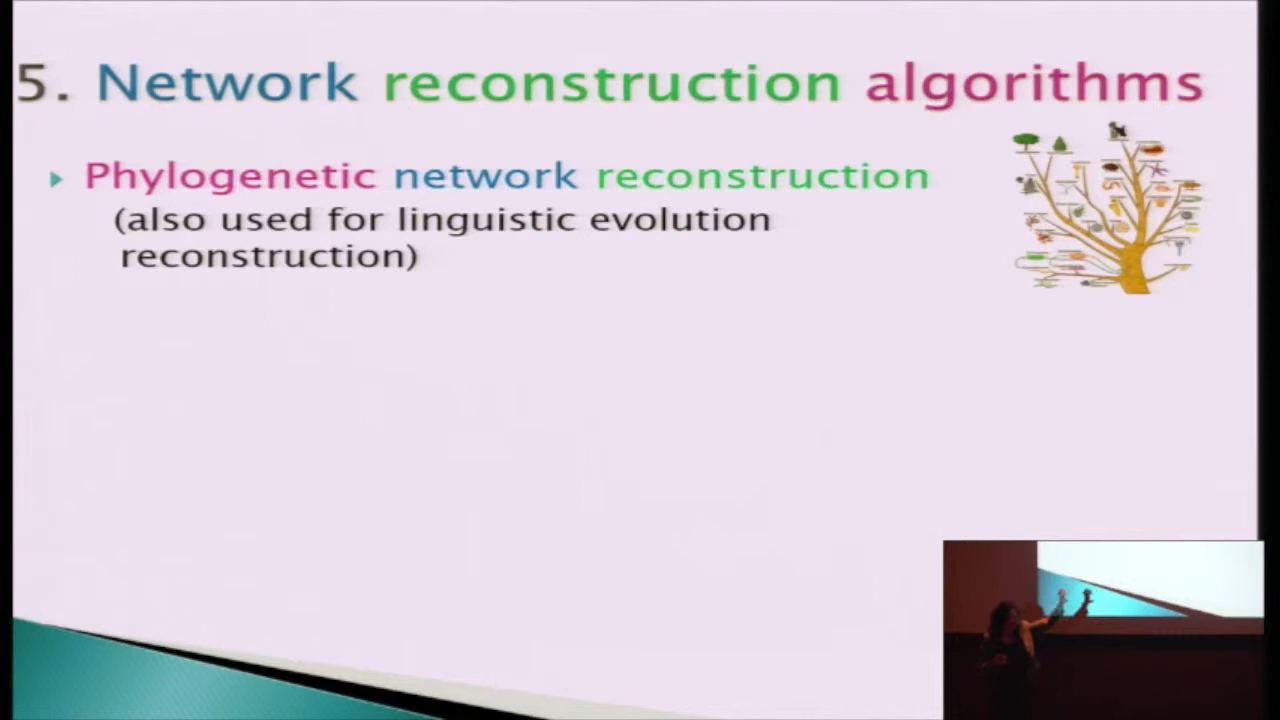 5. Network reconstruction algorithms
Phylogenetic network reconstruction
(also used for linguistic evolution
reconstruction)